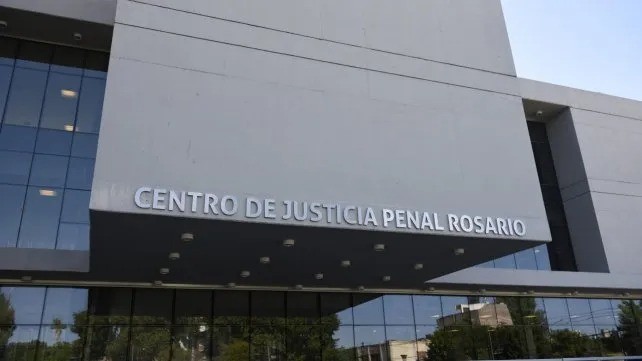 CENTRO DE JUSTICIA PENAL ROSARIO